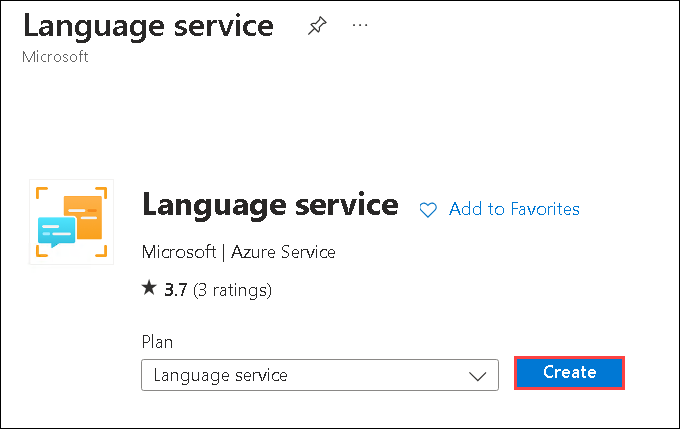 Language service
...
Microsoft
Language service
Add to Favorites
Microsoft | Azure Service
3.7 (3 ratings)
Plan
Language service
Create